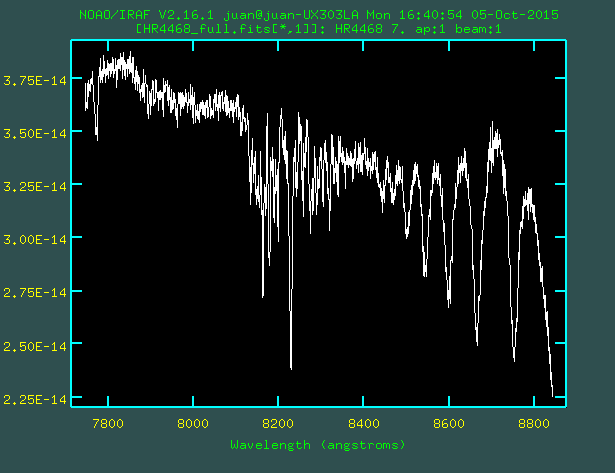 NOAO/IRAF V2.16.1 juan@juan-UX303LA Mon 16:40:54 05-Oct-2015
[HR4468_full.fits[*,1]]: HR4468 7. ap:1 beam:1
3.75E-14
3.50E-14
3.25E-14
3.00E-14
2.75E-14
2.50E-14
2.25E-14
7800 8000 8200 8400 8600 8800
Wavelength (angstroms)